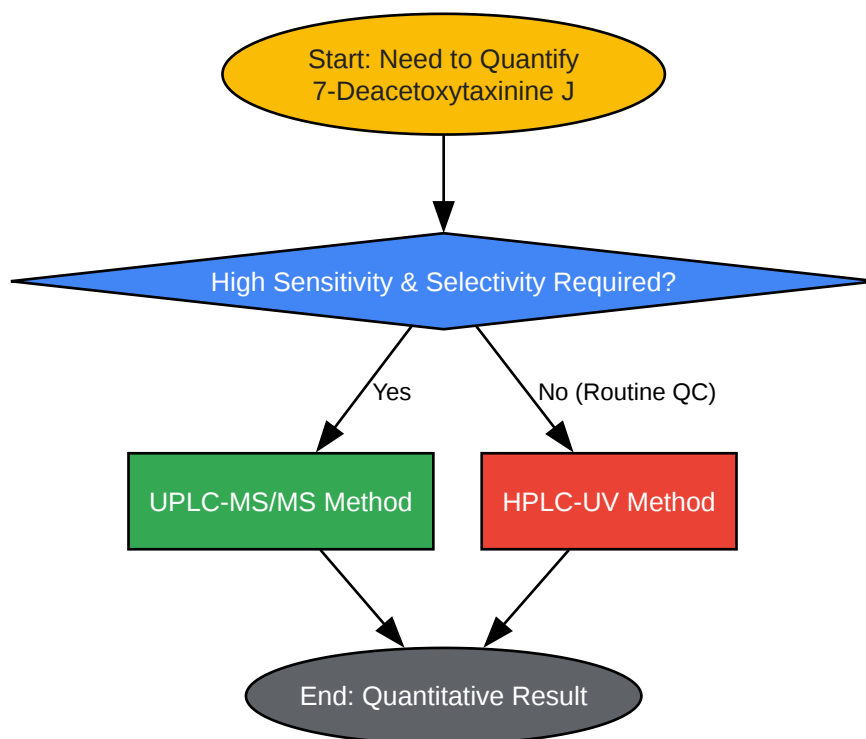 Start: Need to Quantify
7-Deacetoxytaxinine J
High Sensitivity & Selectivity Required?
Yes
No (Routine QC)
UPLC-MS/MS Method
HPLC-UV Method
End: Quantitative Result